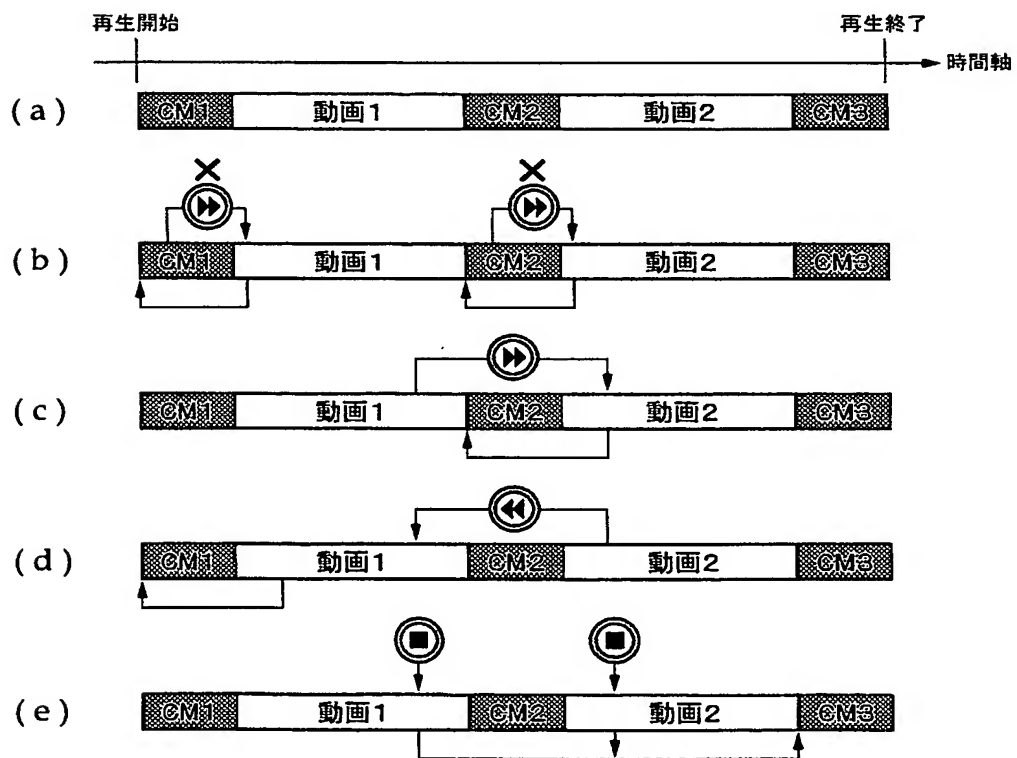 再生開始 再生終了
時間軸
(a) CM1 動画1 CM2 動画2 CM3
(b) CM1 動画1 CM2 動画2 CM3
(c) CM1 動画1 CM2 動画2 CM3
(d) CM1 動画1 CM2 動画2 CM3
(e) CM1 動画1 CM2 動画2 CM3